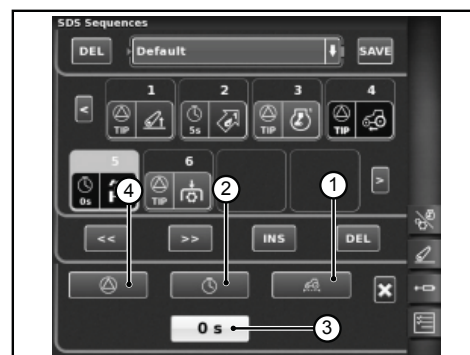 SDS Sequences
DEL Default SAVE
1 2 3 4
< TIP 5s TIP TIP
5 6
0s TIP >
4 2 1
<< >> INS DEL
0 s 3